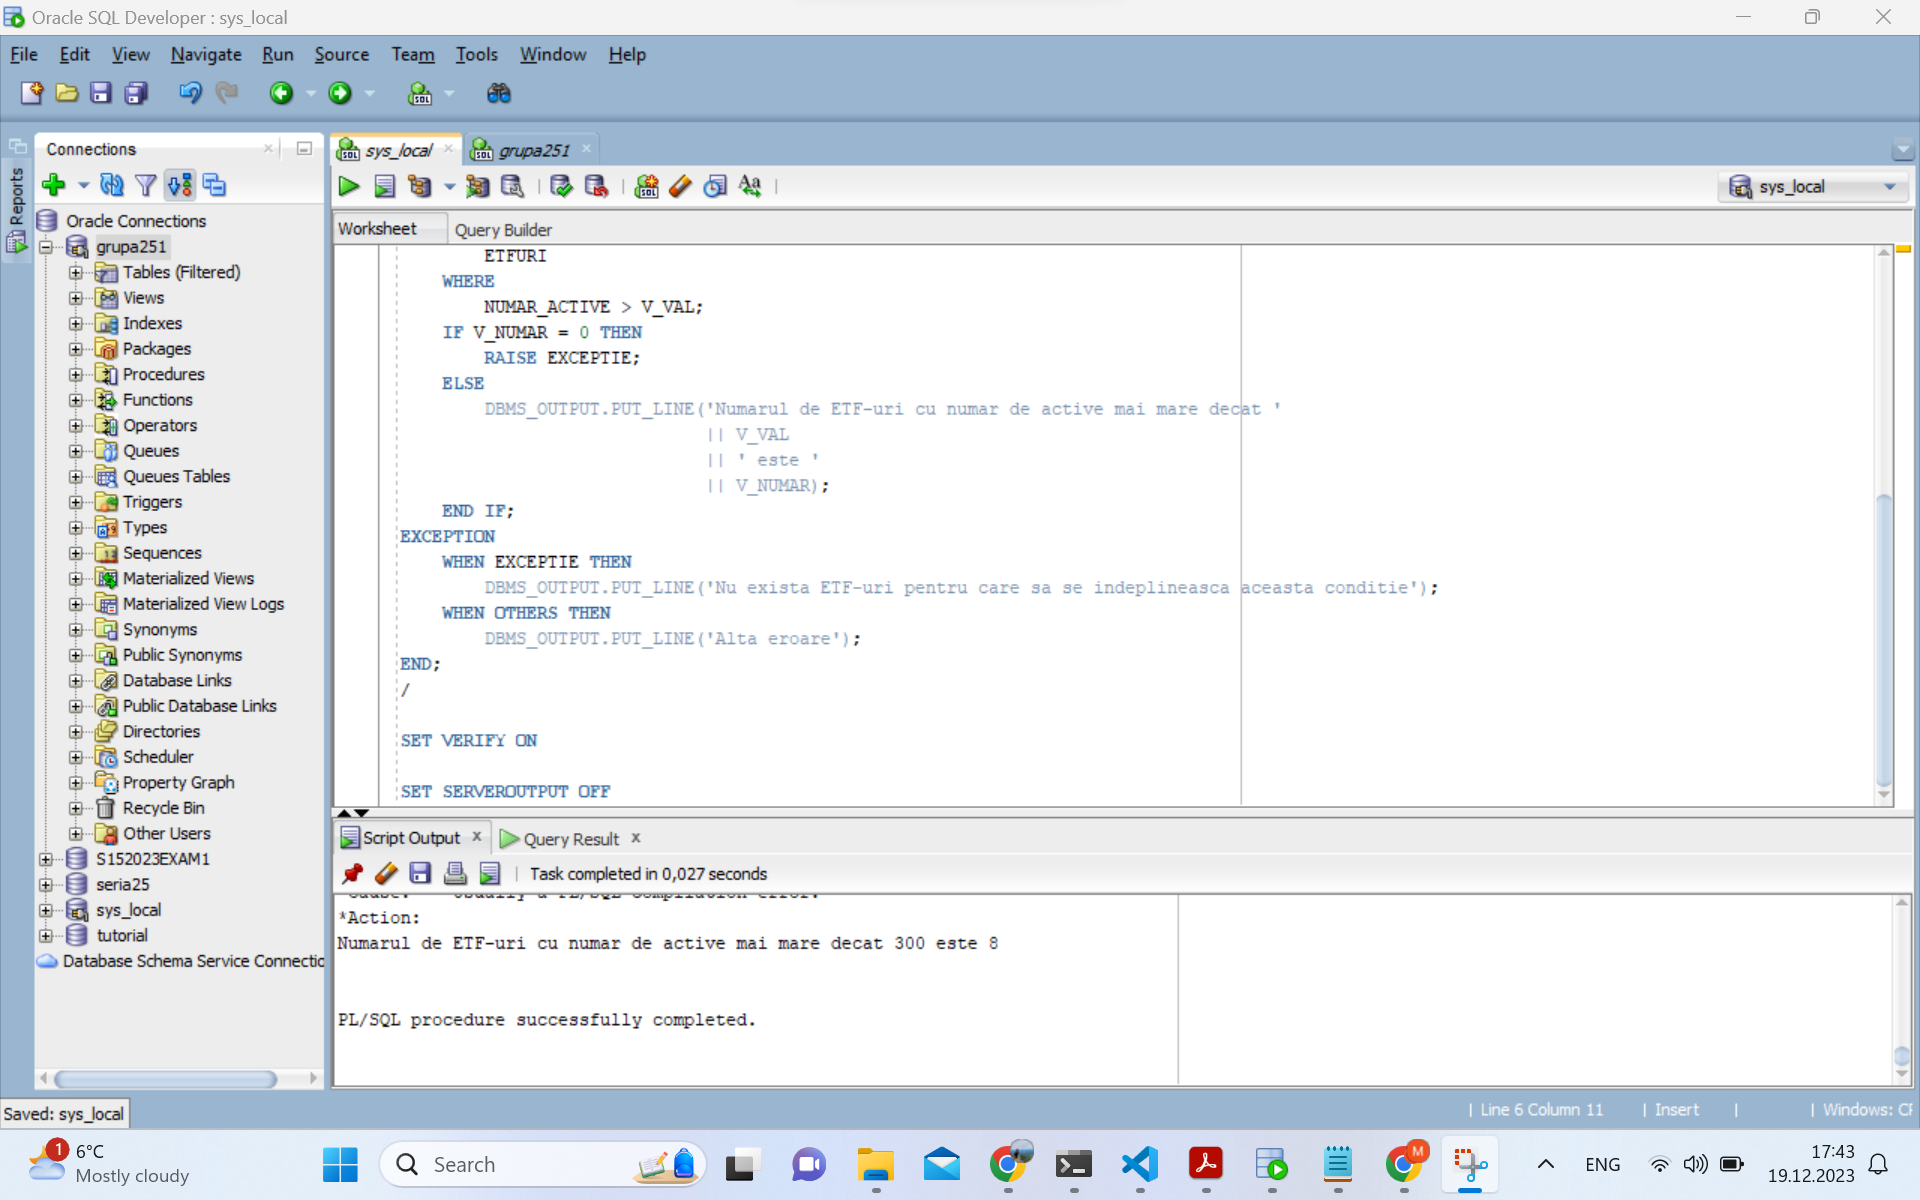 Oracle SQL Developer : sys_local
File Edit View Navigate Run Source Team Tools Window Help
Reports
Connections
Oracle Connections
grupa251
Tables (Filtered)
Views
Indexes
Packages
Procedures
Functions
Operators
Queues
Queues Tables
Triggers
Types
Sequences
Materialized Views
Materialized View Logs
Synonyms
Public Synonyms
Database Links
Public Database Links
Directories
Scheduler
Property Graph
Recycle Bin
Other Users
S152023EXAM1
seria25
sys_local
tutorial
Database Schema Service Connectio
sys_local grupa251
sys_local
Worksheet Query Builder
ETFURI
WHERE
NUMAR_ACTIVE > V_VAL;
IF V_NUMAR = 0 THEN
RAISE EXCEPTIE;
ELSE
DBMS_OUTPUT.PUT_LINE('Numarul de ETF-uri cu numar de active mai mare decat '
|| V_VAL
|| ' este '
|| V_NUMAR);
END IF;
EXCEPTION
WHEN EXCEPTIE THEN
DBMS_OUTPUT.PUT_LINE('Nu exista ETF-uri pentru care sa se indeplineasca aceasta conditie');
WHEN OTHERS THEN
DBMS_OUTPUT.PUT_LINE('Alta eroare');
END;
/
SET VERIFY ON
SET SERVEROUTPUT OFF
Script Output Query Result
Task completed in 0,027 seconds
*Action:
Numarul de ETF-uri cu numar de active mai mare decat 300 este 8
PL/SQL procedure successfully completed.
Saved: sys_local
Line 6 Column 11 | Insert | | Windows: CR
1
6°C
Mostly cloudy
Search
M
ENG
17:43
19.12.2023